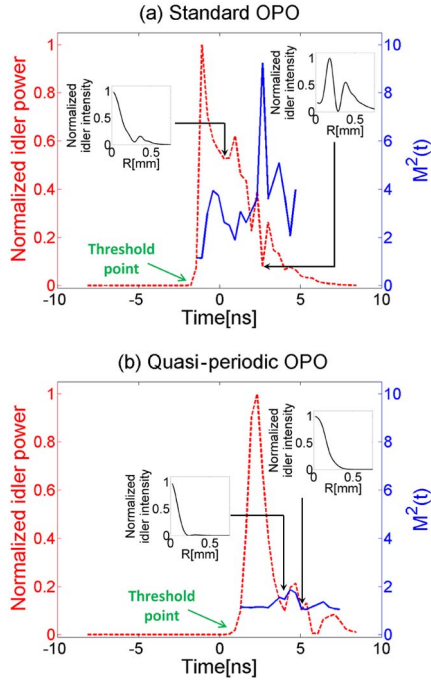 (a) Standard OPO
Normalized idler power
1
0.8
0.6
0.4
0.2
0
Normalized
idler intensity
1
0.5
0
0
0.5
R[mm]
Normalized
idler intensity
1
0.5
0
0
0.5
R[mm]
Threshold
point
10
8
6
4
2
0
M²(t)
-10
-5
0
5
10
Time[ns]
(b) Quasi-periodic OPO
Normalized idler power
1
0.8
0.6
0.4
0.2
0
Normalized
idler intensity
1
0.5
0
0
0.5
R[mm]
Normalized
idler intensity
1
0.5
0
0
0.5
R[mm]
Threshold
point
10
8
6
4
2
0
M²(t)
-10
-5
0
5
10
Time[ns]